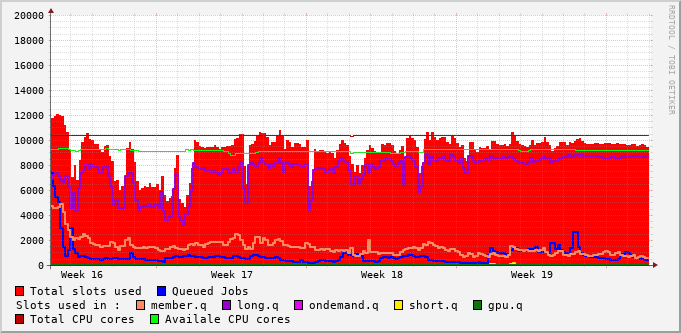 RRDTOOL / TOBI OETIKER
20000
18000
16000
14000
12000
10000
8000
6000
4000
2000
0
Week 16 Week 17 Week 18 Week 19
Total slots used Queued Jobs
Slots used in : member.q long.q ondemand.q short.q gpu.q
Total CPU cores Availale CPU cores